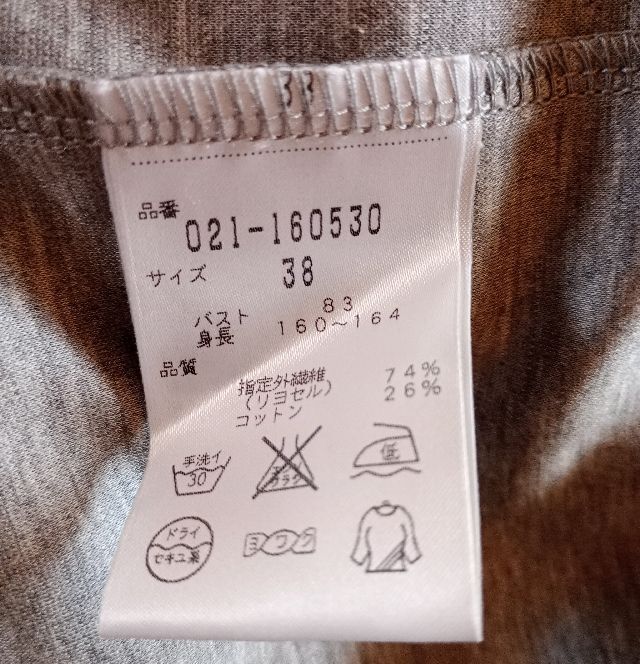 33
品番
021-160530
サイズ 38
バスト 83
身長 160~164
品質
指定外繊維 74%
(リヨセル) 26%
コットン
手洗イ
30
低
ドライ
セキユ系